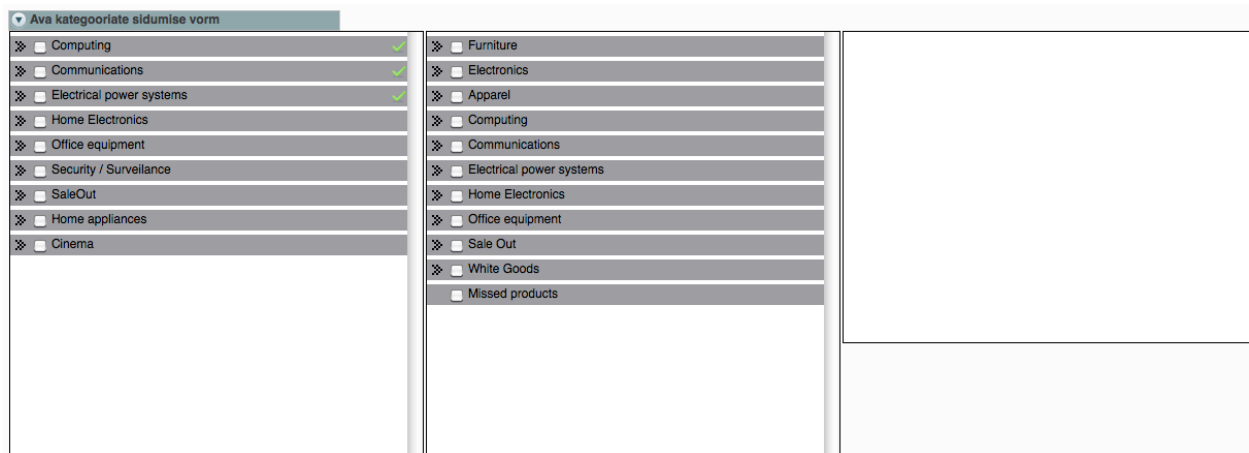 Ava kategooriate sidumise vorm
Computing
Communications
Electrical power systems
Home Electronics
Office equipment
Security / Surveilance
SaleOut
Home appliances
Cinema
Furniture
Electronics
Apparel
Computing
Communications
Electrical power systems
Home Electronics
Office equipment
Sale Out
White Goods
Missed products